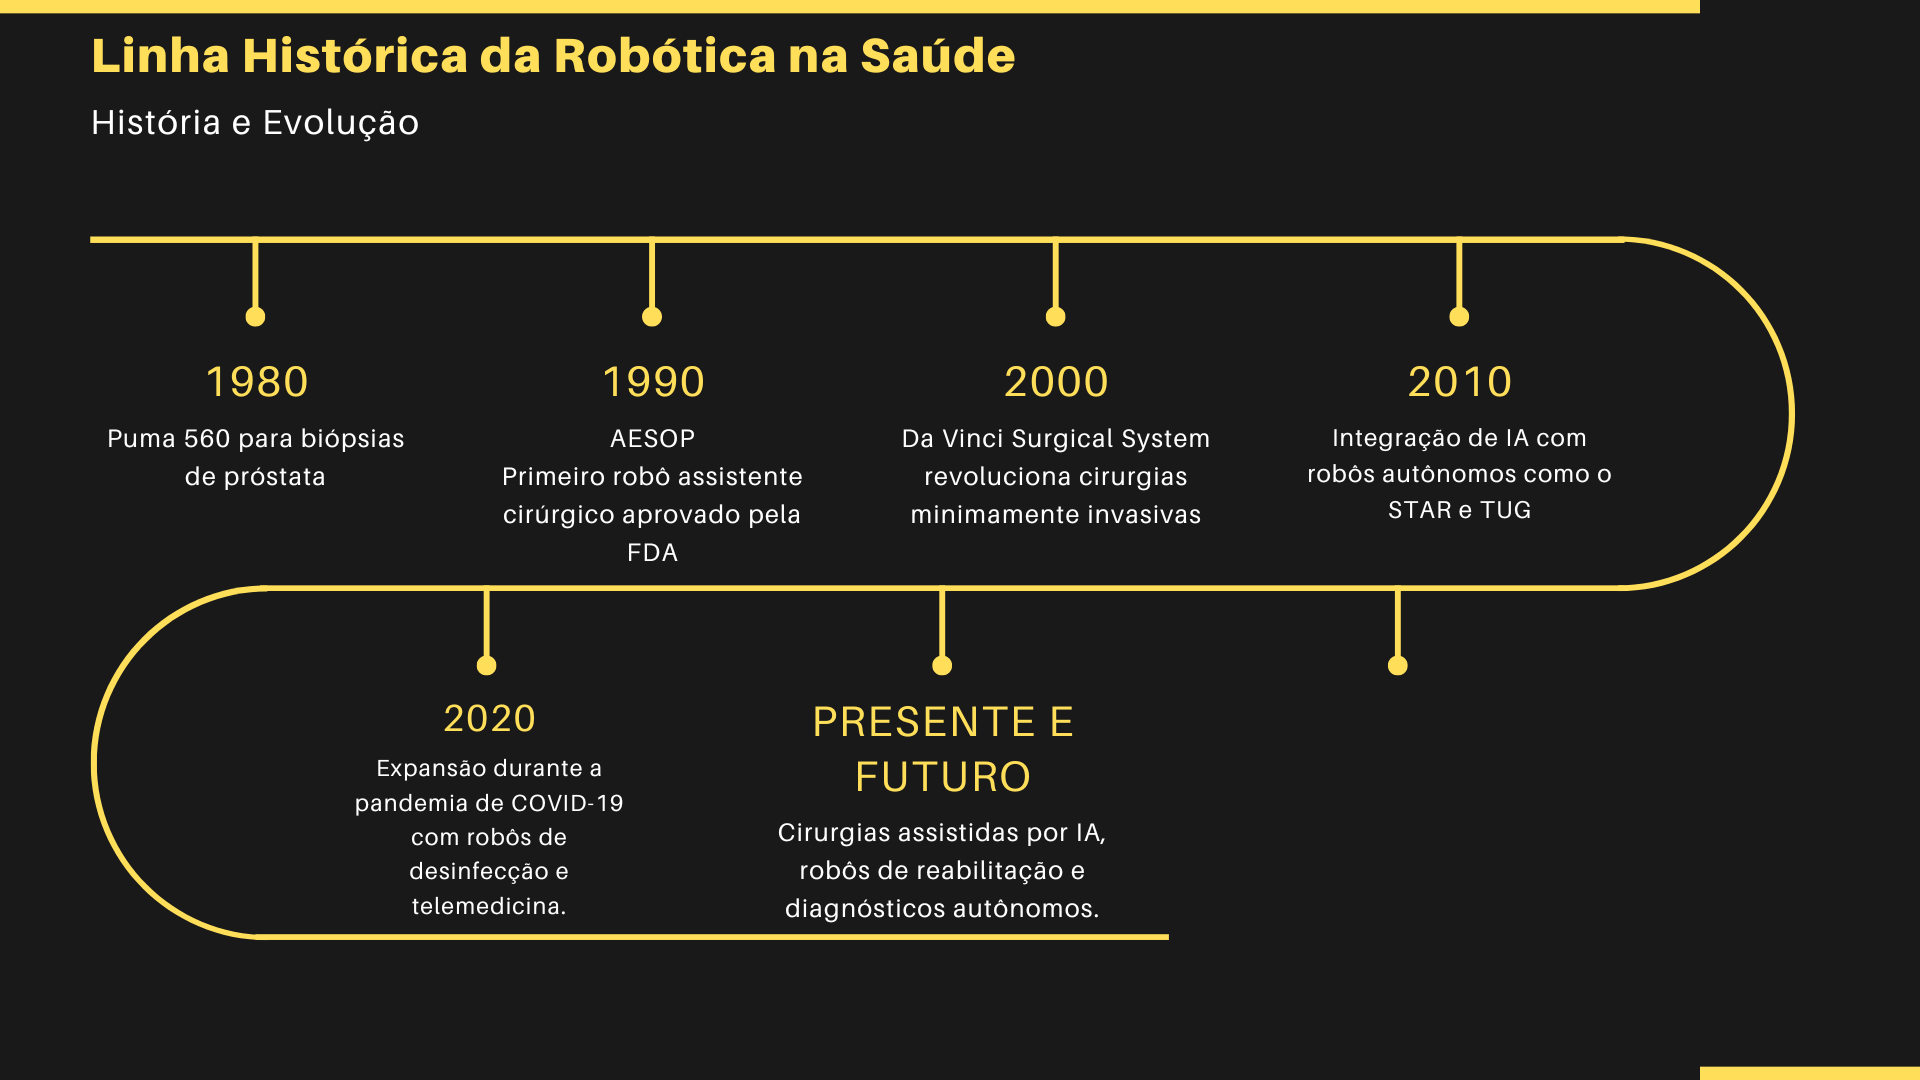 Linha Histórica da Robótica na Saúde
História e Evolução
1980
Puma 560 para biópsias
de próstata
1990
AESOP
Primeiro robô assistente
cirúrgico aprovado pela
FDA
2000
Da Vinci Surgical System
revoluciona cirurgias
minimamente invasivas
2010
Integração de IA com
robôs autônomos como o
STAR e TUG
2020
Expansão durante a
pandemia de COVID-19
com robôs de
desinfecção e
telemedicina.
PRESENTE E
FUTURO
Cirurgias assistidas por IA,
robôs de reabilitação e
diagnósticos autônomos.